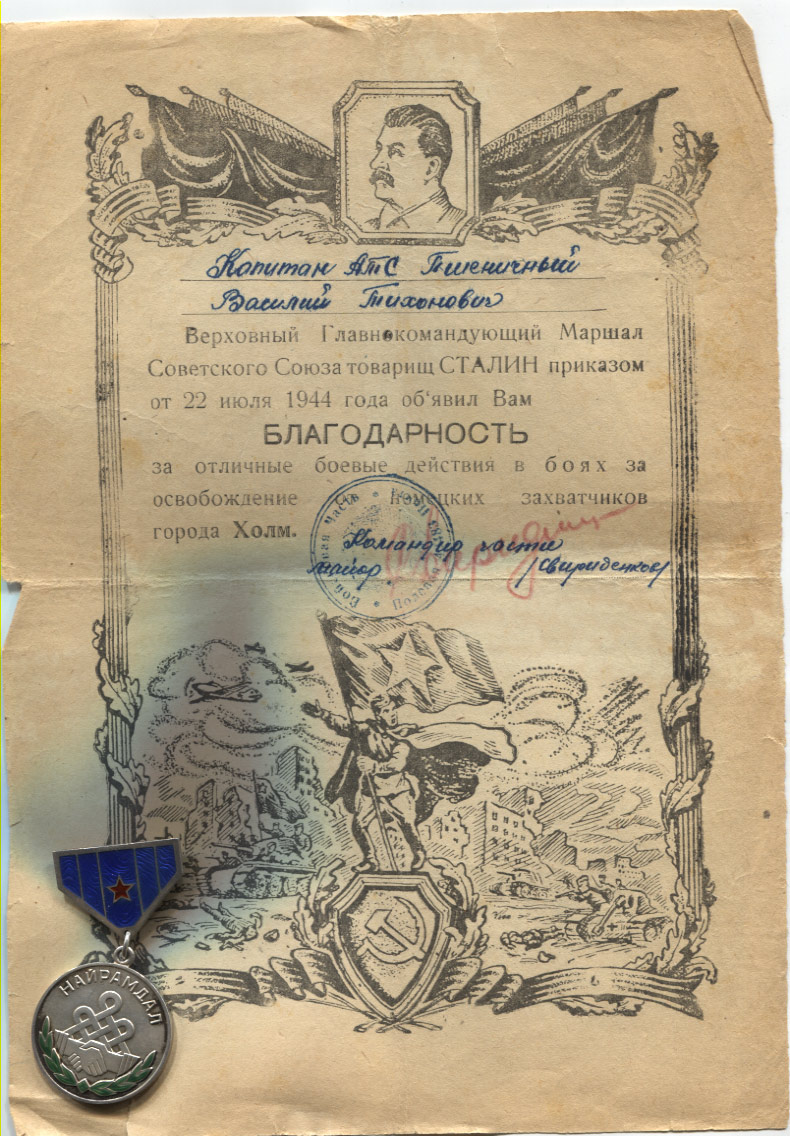 Капитан АТС Пшеничный
Василий Тихонович
Верховный Главнокомандующий Маршал
Советского Союза товарищ СТАЛИН приказом
от 22 июля 1944 года об'явил Вам
БЛАГОДАРНОСТЬ
за отличные боевые действия в боях за
освобождение от немецких захватчиков
города Холм.
Командир части
майор /Свириденков/
Полевая
НАЙРАМДАЛ